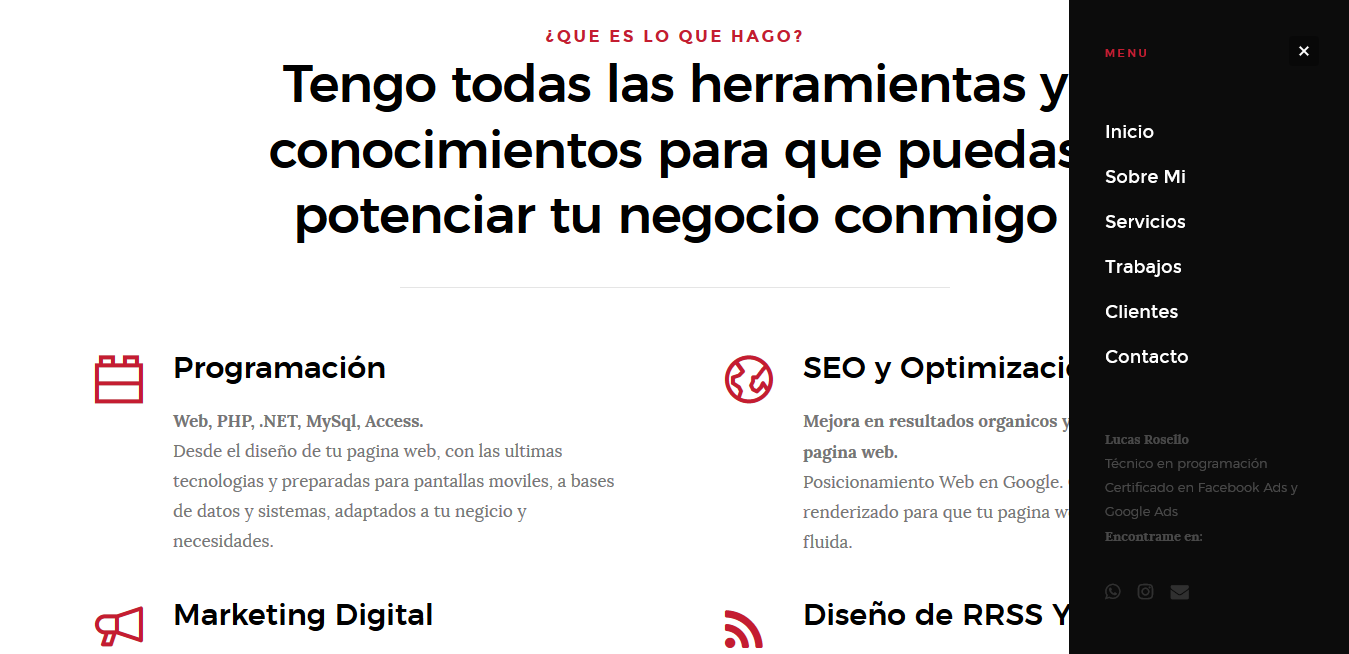 ¿QUE ES LO QUE HAGO?
Tengo todas las herramientas y
conocimientos para que puedas
potenciar tu negocio conmigo
Programación
Web, PHP, .NET, MySql, Access.
Desde el diseño de tu pagina web, con las ultimas
tecnologias y preparadas para pantallas moviles, a bases
de datos y sistemas, adaptados a tu negicio y
necesidades.
SEO y
Mejora en resultados organicos y
pagina web.
Posicionamiento Web en Google.
renderizado para que tu pagina
fluida.
Marketing Digital
Diseño de RRSS Y
MENU
Inicio
Sobre Mi
Servicios
Trabajos
Clientes
Contacto
Lucas Rosello
Técnico en programación
Certificado en Facebook Ads y
Google Ads
Encontrame en: